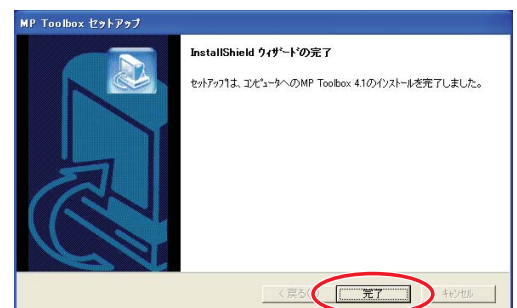 MP Toolbox セットアップ
InstallShield ウィザードの完了
セットアップは、コンピュータへのMP Toolbox 4.1のインストールを完了しました。
< 戻る(
完了
キャンセル